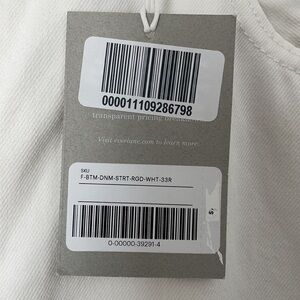 000011109286798
transparent pricing
Visit everlane.com to learn more.
SKU
F-BTM-DNM-STRT-RGD-WHT-33R
0-00000-39291-4